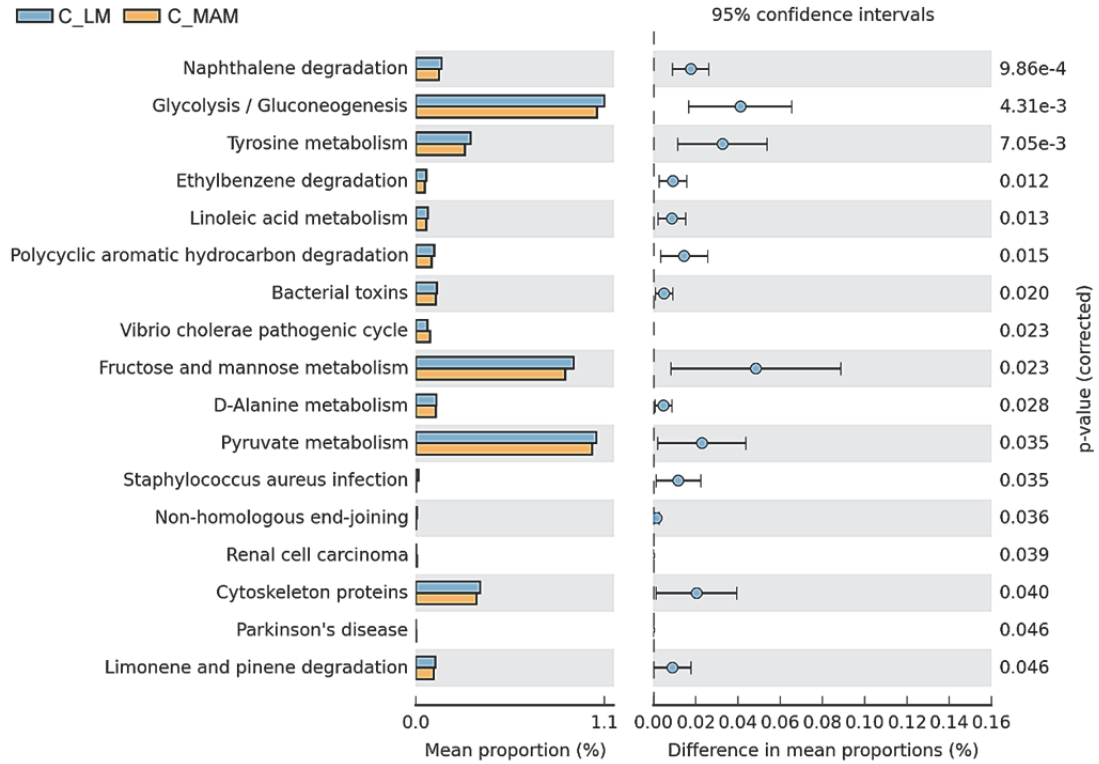 C_LM C_MAM
95% confidence intervals
Naphthalene degradation 9.86e-4
Glycolysis / Gluconeogenesis 4.31e-3
Tyrosine metabolism 7.05e-3
Ethylbenzene degradation 0.012
Linoleic acid metabolism 0.013
Polycyclic aromatic hydrocarbon degradation 0.015
Bacterial toxins 0.020
Vibrio cholerae pathogenic cycle 0.023
Fructose and mannose metabolism 0.023
D-Alanine metabolism 0.028
Pyruvate metabolism 0.035
Staphylococcus aureus infection 0.035
Non-homologous end-joining 0.036
Renal cell carcinoma 0.039
Cytoskeleton proteins 0.040
Parkinson's disease 0.046
Limonene and pinene degradation 0.046
p-value (corrected)
0.0 1.1 0.00 0.02 0.04 0.06 0.08 0.10 0.12 0.14 0.16
Mean proportion (%) Difference in mean proportions (%)